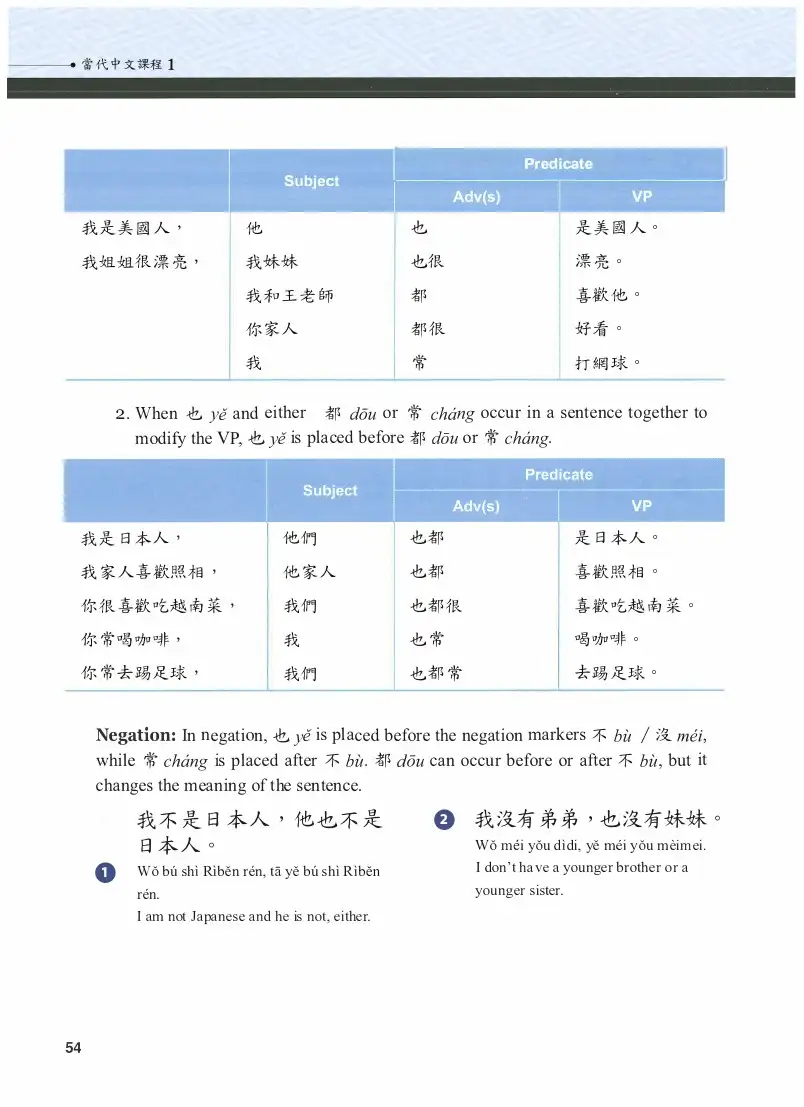 當代中文課程 1
Subject
Predicate
Adv(s) VP
我是美國人， 他 也 是美國人。
我姐姐很漂亮， 我妹妹 也很 漂亮。
我和王老師 都 喜歡他。
你家人 都很 好看。
我 常 打網球。
2. When 也 yě and either 都 dōu or 常 cháng occur in a sentence together to
modify the VP, 也 yě is placed before 都 dōu or 常 cháng.
Subject
Predicate
Adv(s) VP
我是日本人， 他們 也都 是日本人。
我家人喜歡照相， 他家人 也都 喜歡照相。
你很喜歡吃越南菜， 我們 也都很 喜歡吃越南菜。
你常喝咖啡， 我 也常 喝咖啡。
你常去踢足球， 我們 也都常 去踢足球。
Negation: In negation, 也 yě is placed before the negation markers 不 bù / 沒 méi,
while 常 cháng is placed after 不 bù. 都 dōu can occur before or after 不 bù, but it
changes the meaning of the sentence.
我不是日本人，他也不是
日本人。
1 Wǒ bú shì Rìběn rén, tā yě bú shì Rìběn
rén.
I am not Japanese and he is not, either.
2 我沒有弟弟，也沒有妹妹。
Wǒ méi yǒu dìdi, yě méi yǒu mèimei.
I don't have a younger brother or a
younger sister.
54